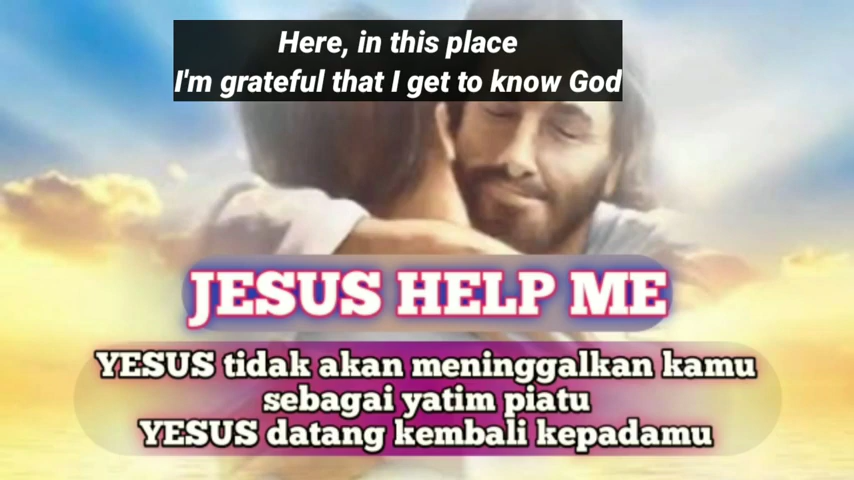 Here, in this place
I'm grateful that I get to know God
JESUS HELP ME
YESUS tidak akan meninggalkan kamu
sebagai yatim piatu
YESUS datang kembali kepadamu